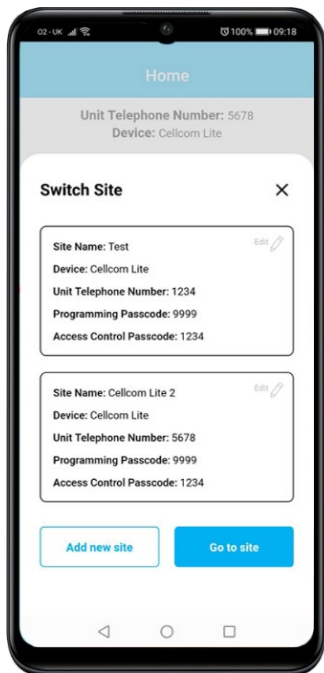 O2-UK 100% 09:18
Home
Unit Telephone Number: 5678
Device: Cellcom Lite
Switch Site
Site Name: Test Edit
Device: Cellcom Lite
Unit Telephone Number: 1234
Programming Passcode: 9999
Access Control Passcode: 1234
Site Name: Cellcom Lite 2 Edit
Device: Cellcom Lite
Unit Telephone Number: 5678
Programming Passcode: 9999
Access Control Passcode: 1234
Add new site Go to site